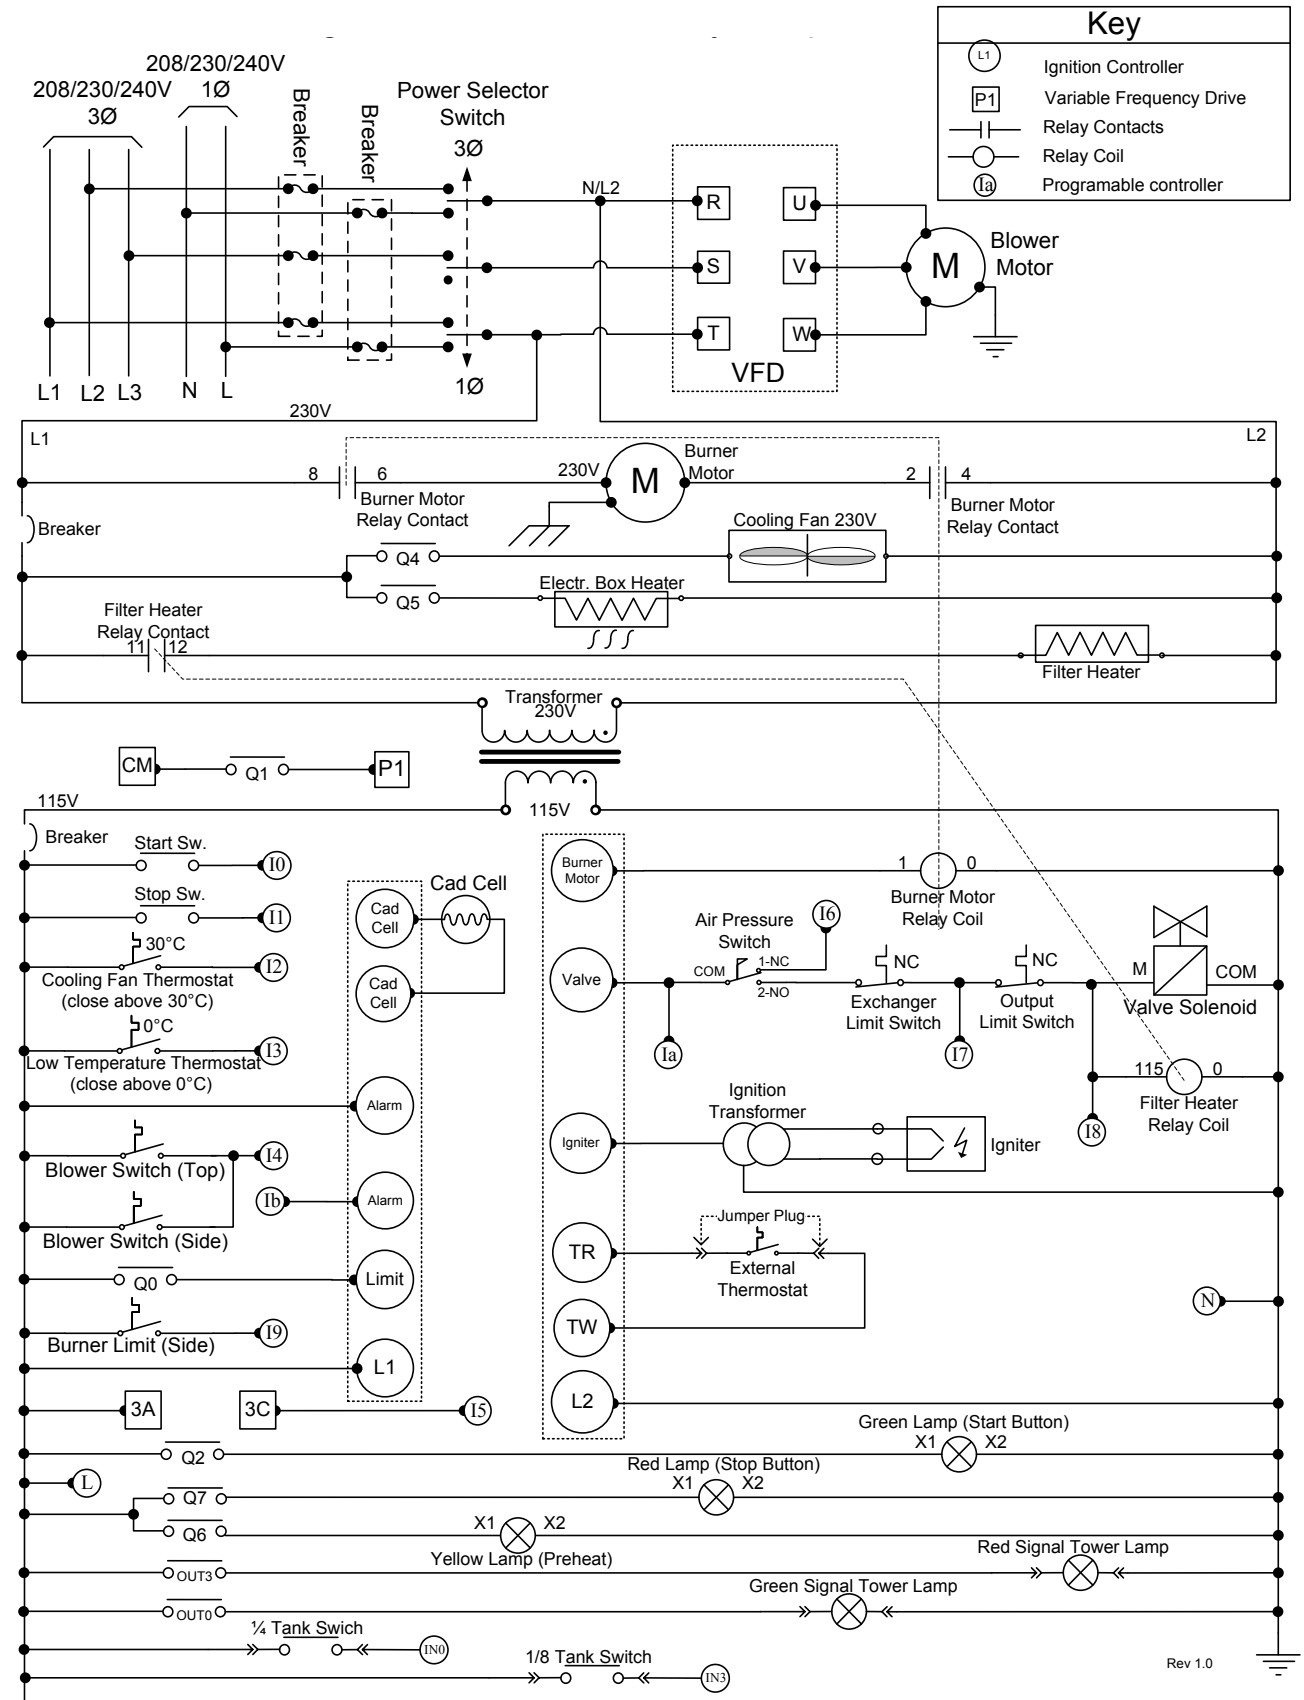 Key
L1
Ignition Controller
P1
Variable Frequency Drive
Relay Contacts
Relay Coil
Ia
Programable controller
208/230/240V
3Ø
208/230/240V
1Ø
Breaker
Breaker
Power Selector
Switch
3Ø
1Ø
N/L2
R
S
T
U
V
W
VFD
M
Blower
Motor
L1
L2
L3
N
L
230V
L1
L2
8
6
Burner Motor
Relay Contact
230V
M
Burner
Motor
2
4
Burner Motor
Relay Contact
Breaker
Q4
Cooling Fan 230V
Q5
Electr. Box Heater
Filter Heater
Relay Contact
11
12
Filter Heater
Transformer
230V
CM
Q1
P1
115V
115V
Breaker
Start Sw.
I0
Stop Sw.
I1
30°C
I2
Cooling Fan Thermostat
(close above 30°C)
0°C
I3
Low Temperature Thermostat
(close above 0°C)
Cad
Cell
Cad Cell
Cad
Cell
Alarm
Blower Switch (Top)
I4
Ib
Alarm
Blower Switch (Side)
Q0
Limit
Burner Limit (Side)
I9
L1
3A
3C
I5
Burner
Motor
1
0
Burner Motor
Relay Coil
Valve
Air Pressure
Switch
COM
1-NC
2-NO
I6
Ia
NC
Exchanger
Limit Switch
I7
NC
Output
Limit Switch
M
COM
Valve Solenoid
115
0
Filter Heater
Relay Coil
I8
Igniter
Ignition
Transformer
Igniter
TR
Jumper Plug
External
Thermostat
TW
N
L2
Q2
Green Lamp (Start Button)
X1
X2
L
Q7
Red Lamp (Stop Button)
X1
X2
Q6
X1
X2
Yellow Lamp (Preheat)
OUT3
Red Signal Tower Lamp
OUT0
Green Signal Tower Lamp
¼ Tank Swich
IN0
1/8 Tank Switch
IN3
Rev 1.0